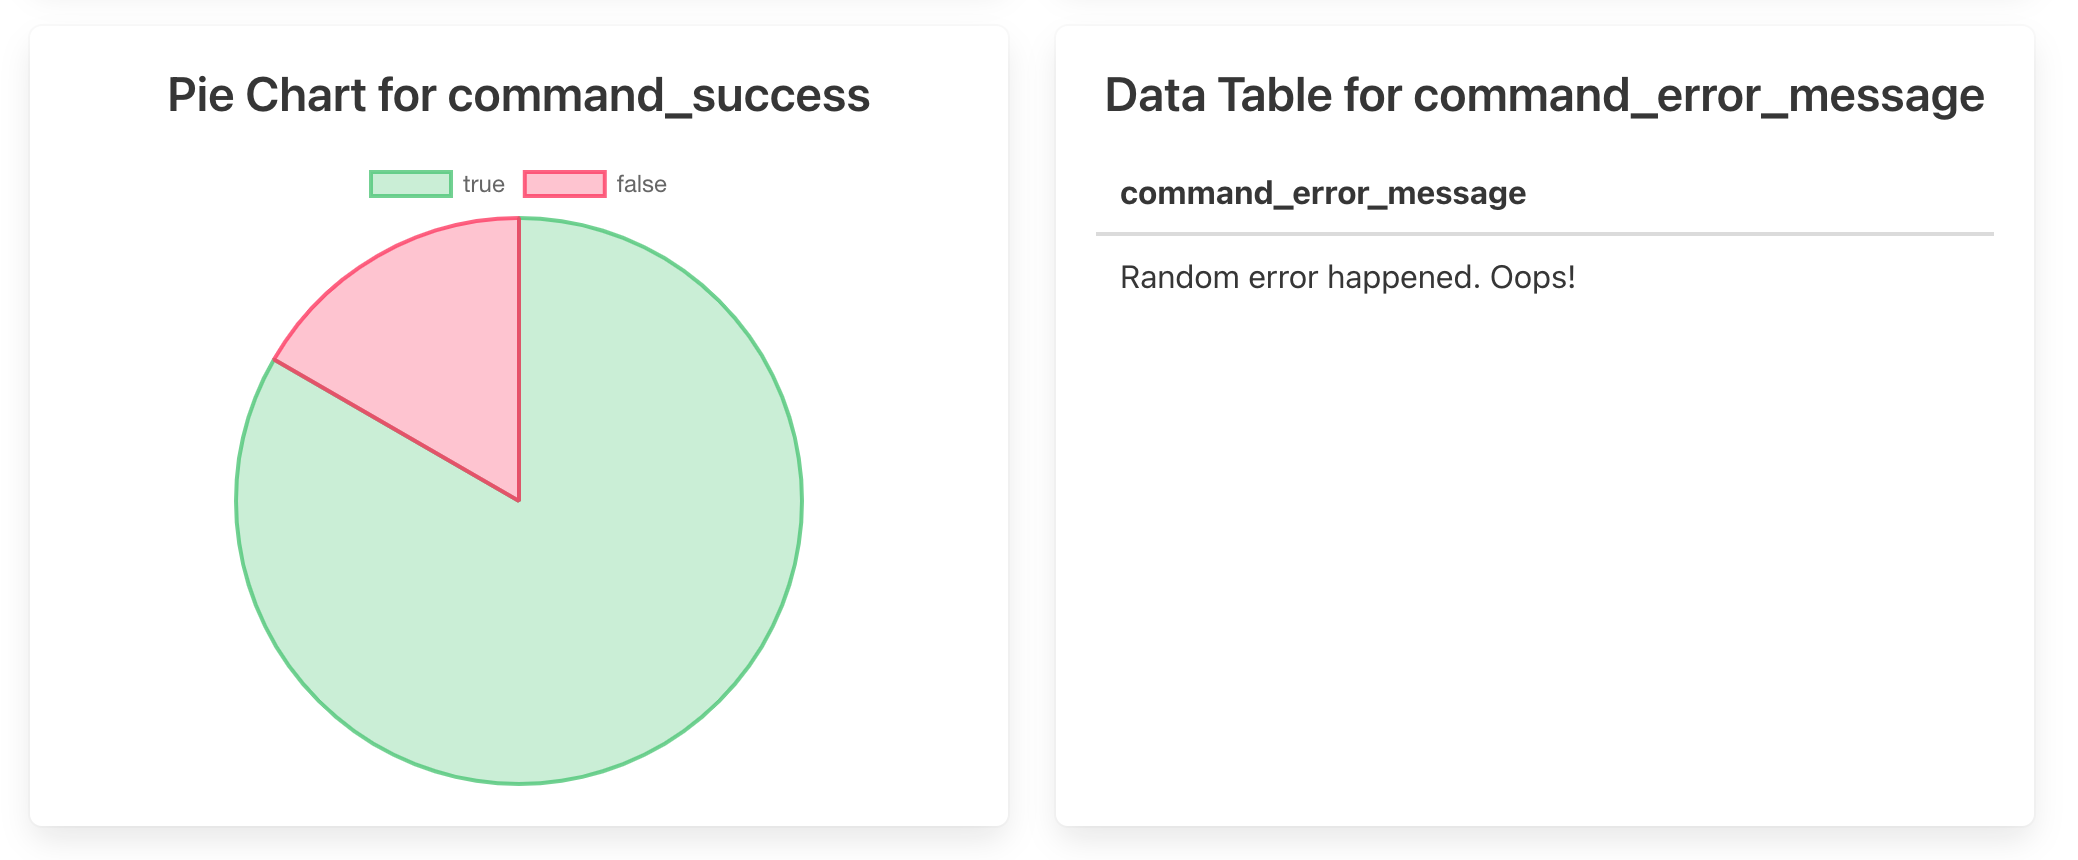 Pie Chart for command_success
true
false
Data Table for command_error_message
command_error_message
Random error happened. Oops!